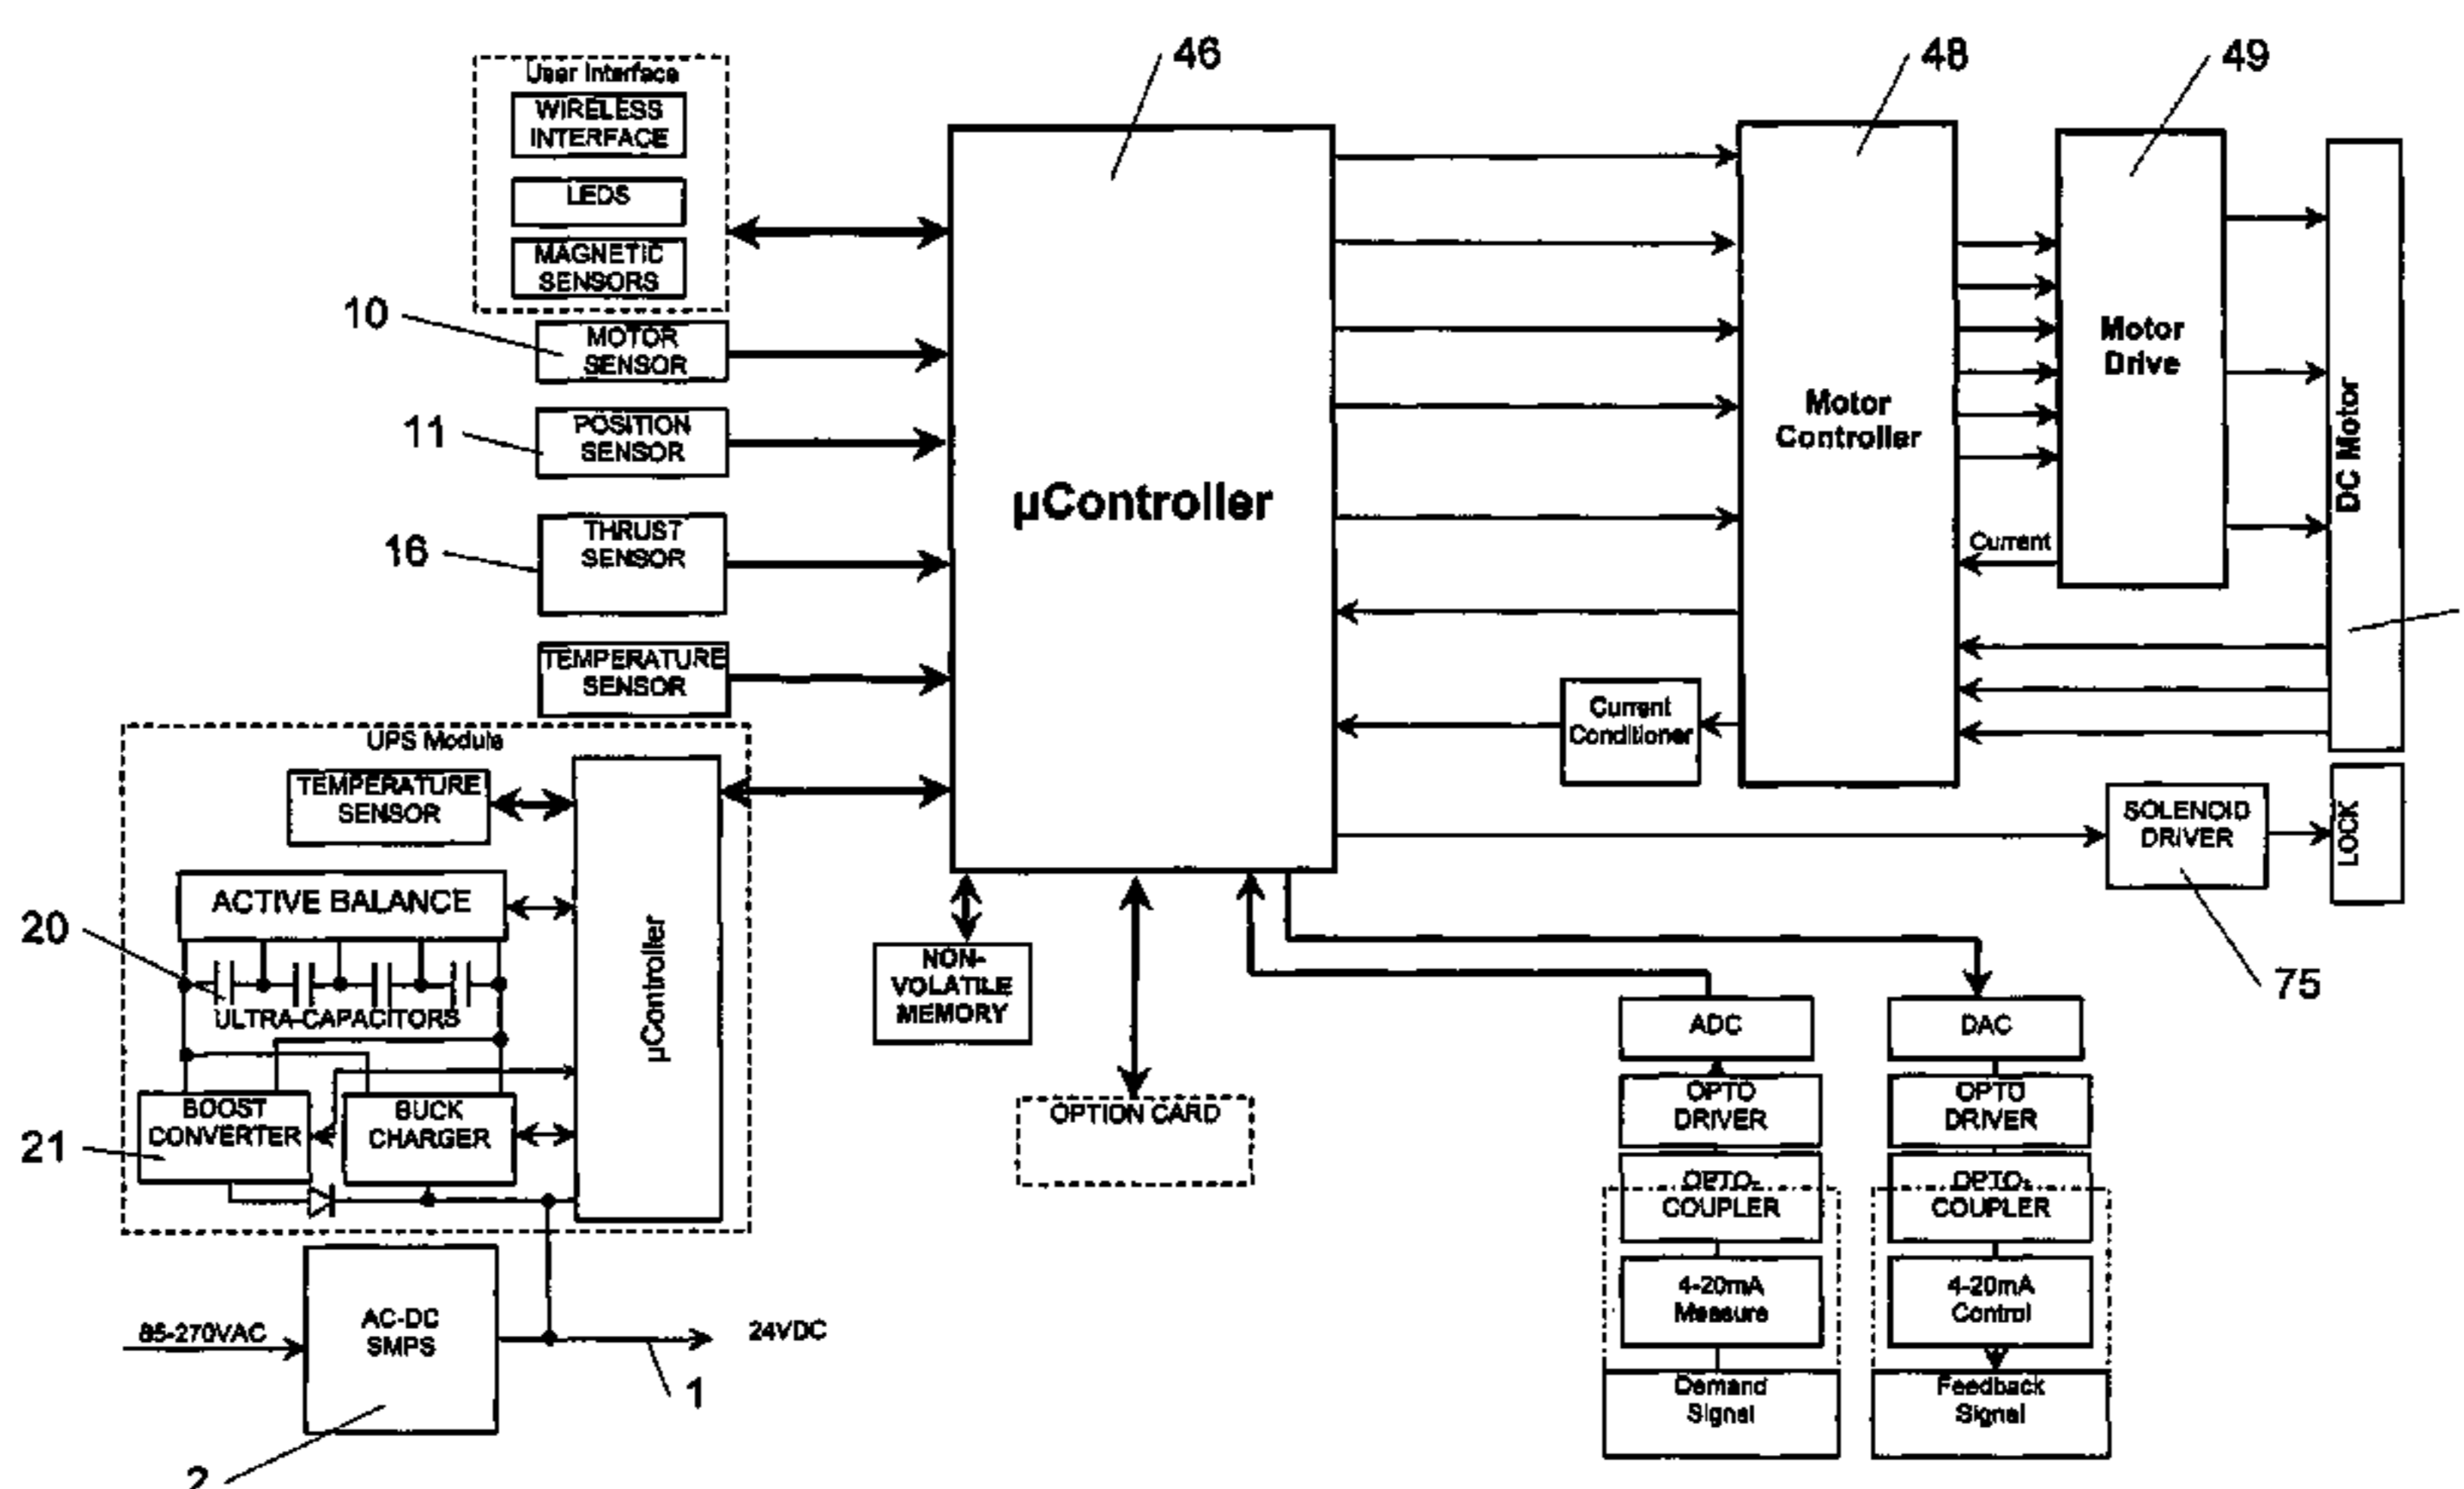 46
48
49
User Interface
WIRELESS
INTERFACE
LEDS
MAGNETIC
SENSORS
10
MOTOR
SENSOR
11
POSITION
SENSOR
16
THRUST
SENSOR
TEMPERATURE
SENSOR
µController
Motor
Controller
Motor
Drive
DC Motor
Current
Current
Conditioner
SOLENOID
DRIVER
LOCK
75
UPS Module
TEMPERATURE
SENSOR
ACTIVE BALANCE
20
ULTRA-CAPACITORS
µController
BOOST
CONVERTER
BUCK
CHARGER
21
NON-
VOLATILE
MEMORY
OPTION CARD
ADC
OPTO
DRIVER
OPTO-
COUPLER
4-20mA
Measure
Demand
Signal
DAC
OPTO
DRIVER
OPTO-
COUPLER
4-20mA
Control
Feedback
Signal
85-270VAC
AC-DC
SMPS
24VDC
1
2